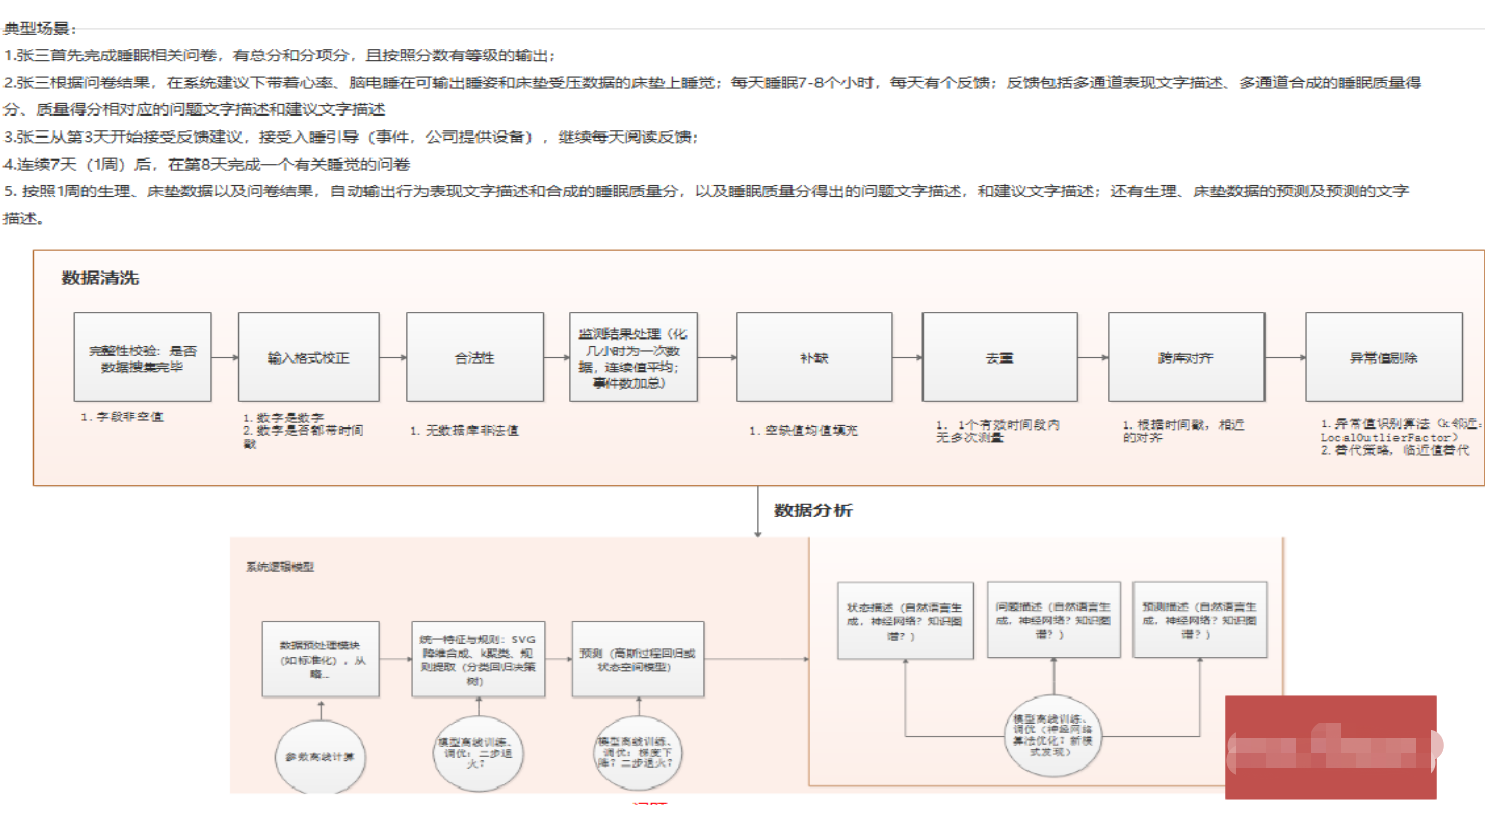 典型场景：
1.张三首先完成睡眠相关问卷，有总分和分项分，且按照分数有等级的输出；
2.张三根据问卷结果，在系统建议下带着心率、脑电睡在可输出睡姿和床垫受压数据的床垫上睡觉；每天睡眠7-8个小时，每天有个反馈；反馈包括多通道表现文字描述、多通道合成的睡眠质量得
分、质量得分相对应的问题文字描述和建议文字描述
3.张三从第3天开始接受反馈建议，接受入睡引导（事件，公司提供设备），继续每天阅读反馈；
4.连续7天（1周）后，在第8天完成一个有关睡觉的问卷
5. 按照1周的生理、床垫数据以及问卷结果，自动输出行为表现文字描述和合成的睡眠质量分，以及睡眠质量分得出的问题文字描述，和建议文字描述；还有生理、床垫数据的预测及预测的文字
描述。
数据清洗
完整性校验：是否
数据搜集完毕
输入格式校正
合法性
监测结果处理（化
几小时为一次数
据，连续值平均；
事件数加总）
补缺
去重
跨库对齐
异常值剔除
1. 字段非空值
1. 数字是数字
2. 数字是否都带时间
戳
1. 无数据库非法值
1. 空缺值均值填充
1. 1个有效时间段内
无多次测量
1. 根据时间戳，相近
的对齐
1. 异常值识别算法（k邻近：
LocalOutlierFactor）
2. 替代策略，临近值替代
数据分析
系统逻辑模型
数据预处理模块
（如标准化）。从
略…
统一特征与规则：SVG
降维合成、k聚类、规
则提取（分类回归决策
树）
预测（高斯过程回归或
状态空间模型）
状态描述（自然语言生
成，神经网络？知识图
谱？）
问题描述（自然语言生
成，神经网络？知识图
谱？）
预测描述（自然语言生
成，神经网络？知识图
谱？）
参数离线计算
模型离线训练、
调优：二步退
火？
模型离线训练、
调优：梯度下
降？二步退火？
模型离线训练、
调优（神经网络
算法优化？新模
式发现）